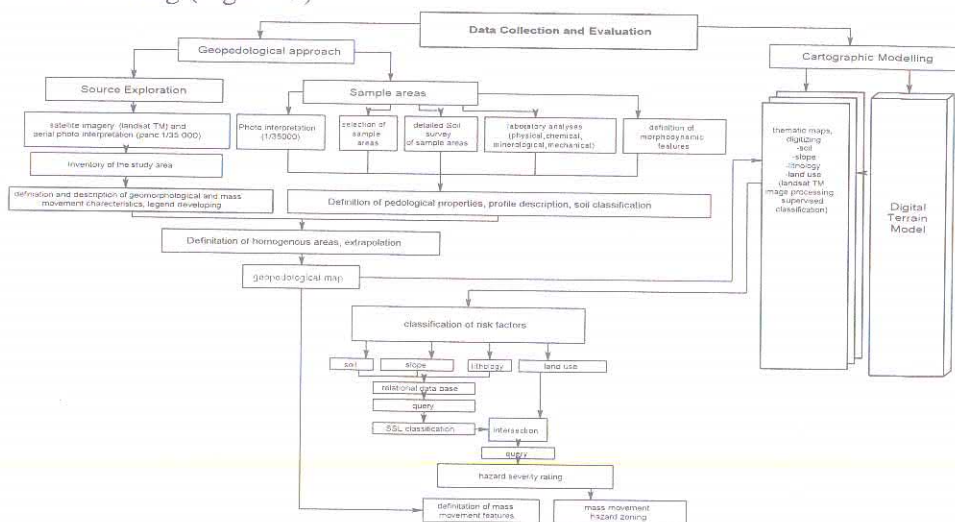 Data Collection and Evaluation
Geopedological approach
Cartographic Modelling
Source Exploration
Sample areas
satellite imagery (landsat TM) and
aerial photo interpretation (panc 1/35 000)
Photo interpretation
(1/35000)
selection of
sample
areas
detailed Soil
survey
of sample areas
laboratory analyses
(physical,chemical,
minerological,mechanical)
definition of
morphodynamic
features
thematic maps,
digitizing
-soil
-slope
-lithology
-land use
(landsat TM
image processing
supervised
classification)
Digital
Terrain
Model
Inventory of the study area
definition and description of geomorphological land mass
movement characteristics, legend developing
Definition of pedological properties, profile description, soil classification
Definitation of homogenous areas, extrapolation
geopedological map
classification of risk factors
soil
slope
lithology
land use
relational data base
query
SSL classification
intersection
query
hazard severity rating
definitation of mass
movement features
mass movement
hazard zoning